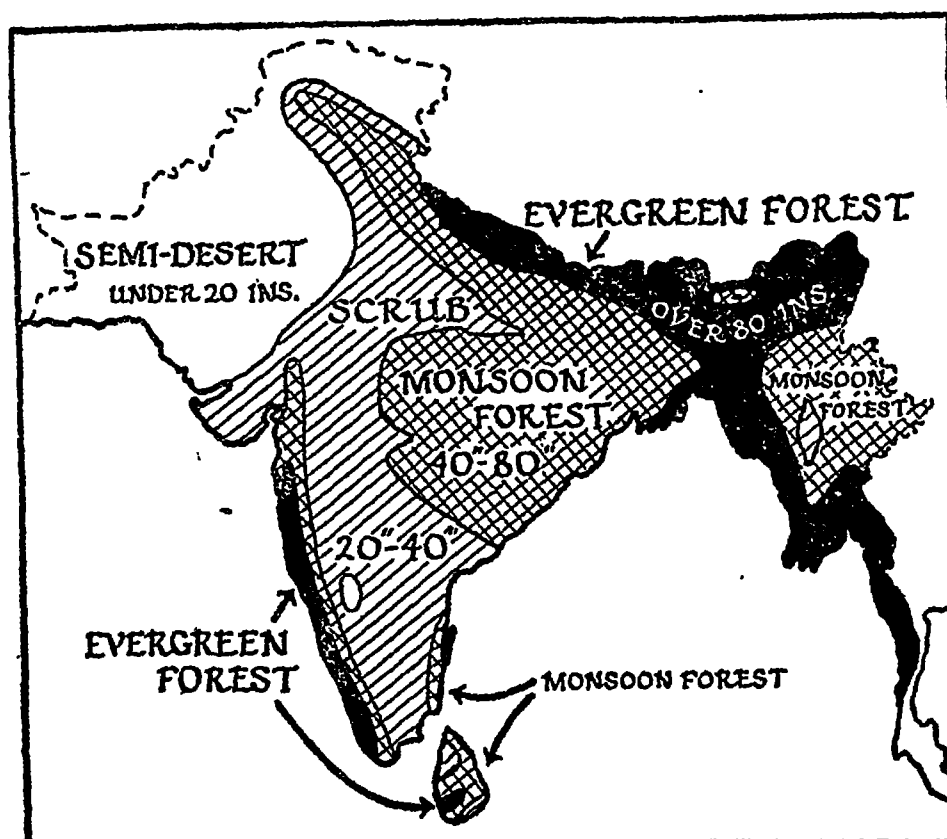 EVERGREEN FOREST
SEMI-DESERT
UNDER 20 INS.
SCRUB
OVER 80 INS.
MONSOON
FOREST
40"-80"
MONSOON
FOREST
20"-40"
EVERGREEN
FOREST
MONSOON FOREST